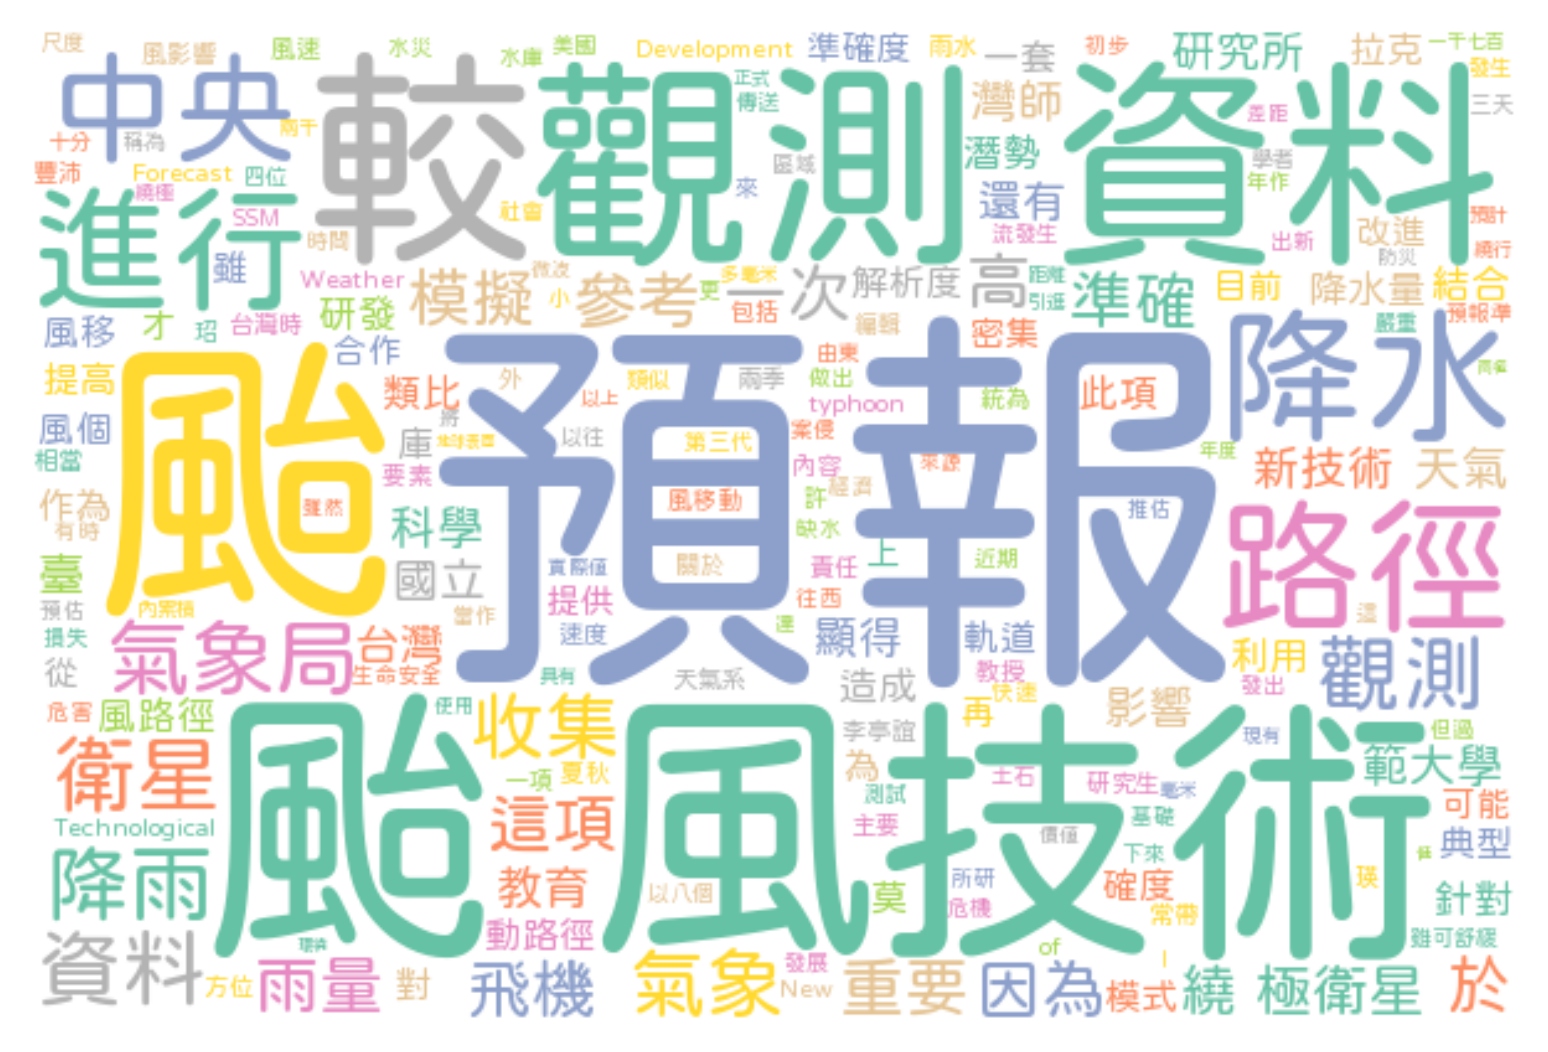 尺度
風影響
風速
水災
水庫
美國
Development
準確度
雨水
一套
初步
研究所
拉克
一千七百
發生
中央
較
觀測資料
正式
傳送
灣師
差距
三天
十分
稱為
兩千
潛勢
區域
學者
年作
豐沛
Forecast
四位
繞極
SSM
社會
來
還有
流發生
改進
預計
出新
防災
繞行
進行
雖
時間
Weather
模擬
微波
小
參考
更
多毫米
一次
包括
解析度
高
距離
引進
準確
目前
降水量
結合
預報準
嚴重
風移
才
珆
台灣時
研發
編輯
密集
合作
由東
提高
類比
外
將
以上
類似
兩季
做出
typhoon
統為
此項
降水
風個
庫
地球表面
以往
第三代
案侵
相當
颱
預報
要素
內容
來源
年度
新技術
天氣
作為
有時
雖然
風移動
許
經濟
推估
科學
缺水
上
近期
路徑
臺
國立
實際值
關於
責任
預估
當作
提供
往西
損失
氣象局
台灣
速度
達
顯得
軌道
利用
觀測
從
生命安全
具有
天氣系
造成
教授
快速
發出
危害
風路徑
使用
收集
李亭誼
再
影響
現有
但過
衛星
颱風技術
一項
夏秋
為
測試
土石
研究生
毫米
範大學
Technological
這項
主要
價值
基礎
可能
典型
降雨
教育
以八個
莫
所研
下來
確度
瑛
針對
危機
常帶
資料
動路徑
環境
of
雖可舒緩
方位
雨量
對
飛機
氣象
發展
New
重要
因為
模式
繞
極衛星
於